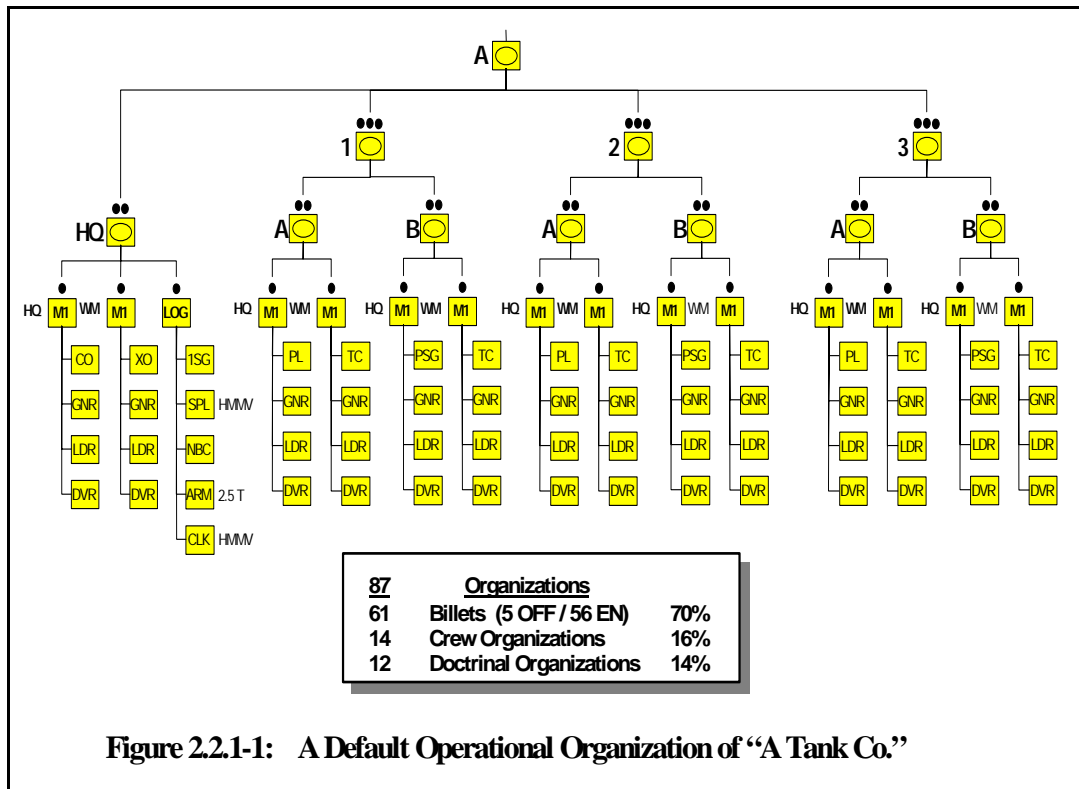 A
1 2 3
HQ A B A B A B
HQ M1 WM M1 LOG HQ M1 WM M1 HQ M1 WM M1 HQ M1 WM M1 HQ M1 WM M1 HQ M1 WM M1 HQ M1 WM M1
CO XO 1SG PL TC PSG TC PL TC PSG TC PL TC PSG TC
GNR GNR SPL HMMV GNR GNR GNR GNR GNR GNR GNR GNR GNR GNR GNR GNR
LDR LDR NBC LDR LDR LDR LDR LDR LDR LDR LDR LDR LDR LDR LDR
DVR DVR ARM 2.5 T DVR DVR DVR DVR DVR DVR DVR DVR DVR DVR DVR DVR
CLK HMMV
87 Organizations
61 Billets (5 OFF / 56 EN) 70%
14 Crew Organizations 16%
12 Doctrinal Organizations 14%
Figure 2.2.1-1: A Default Operational Organization of “A Tank Co.”